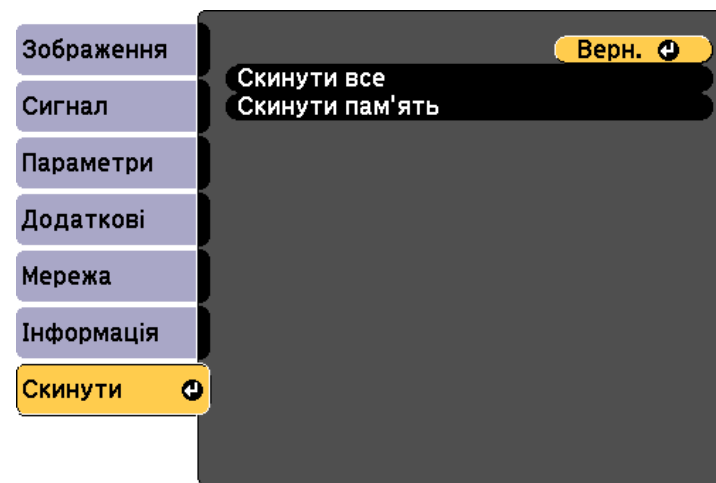 Зображення
Сигнал
Параметри
Додаткові
Мережа
Інформація
Скинути
Верн.
Скинути все
Скинути пам'ять